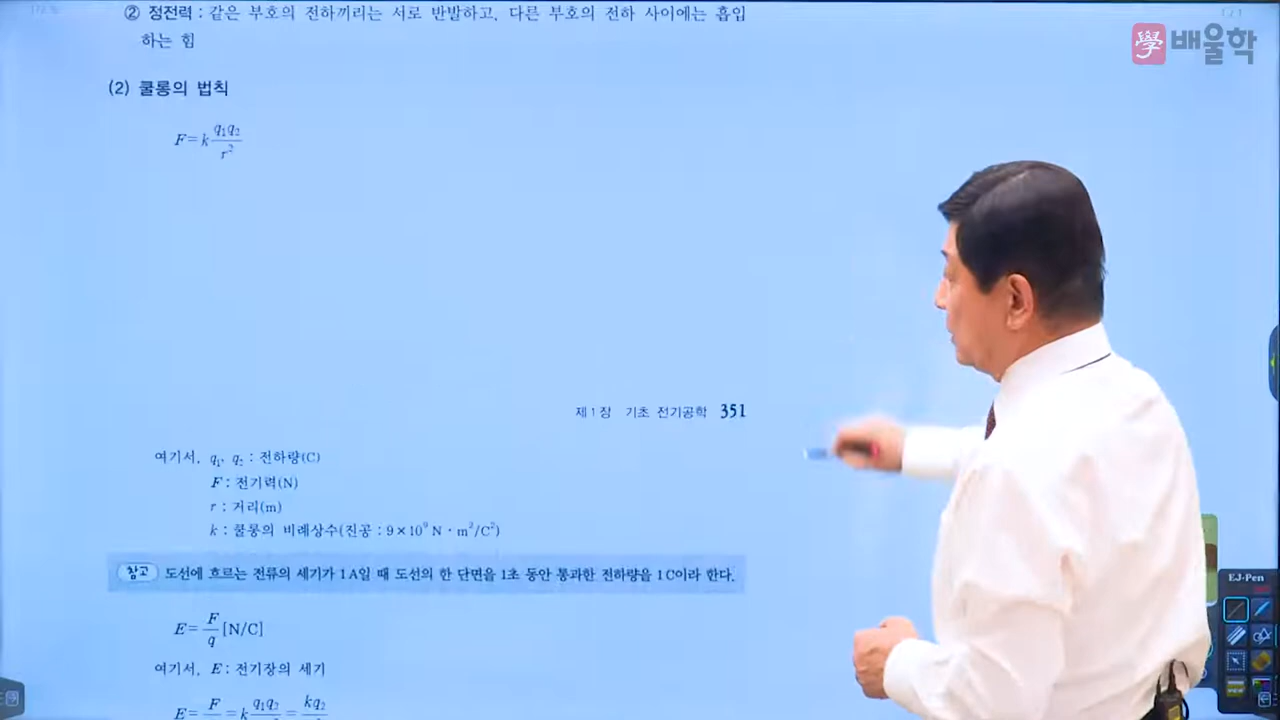 ② 정전력 : 같은 부호의 전하끼리는 서로 반발하고, 다른 부호의 전하 사이에는 흡입
하는 힘
學 배울학
(2) 쿨롱의 법칙
F=k q₁q₂/r²
제1장 기초 전기공학 351
여기서, q₁, q₂ : 전하량(C)
F : 전기력(N)
r : 거리(m)
k : 쿨롱의 비례상수(진공 : 9×10⁹ N·m²/C²)
참고 도선에 흐르는 전류의 세기가 1A일 때 도선의 한 단면을 1초 동안 통과한 전하량을 1C이라 한다.
E=F/q [N/C]
여기서, E : 전기장의 세기
EJ-Pen